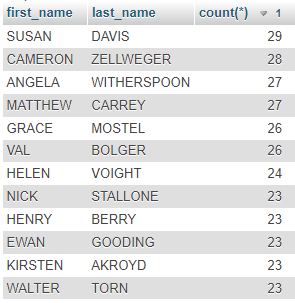 first_name last_name count(*) 1
SUSAN DAVIS 29
CAMERON ZELLWEGER 28
ANGELA WITHERSPOON 27
MATTHEW CARREY 27
GRACE MOSTEL 26
VAL BOLGER 26
HELEN VOIGHT 24
NICK STALLONE 23
HENRY BERRY 23
EWAN GOODING 23
KIRSTEN AKROYD 23
WALTER TORN 23